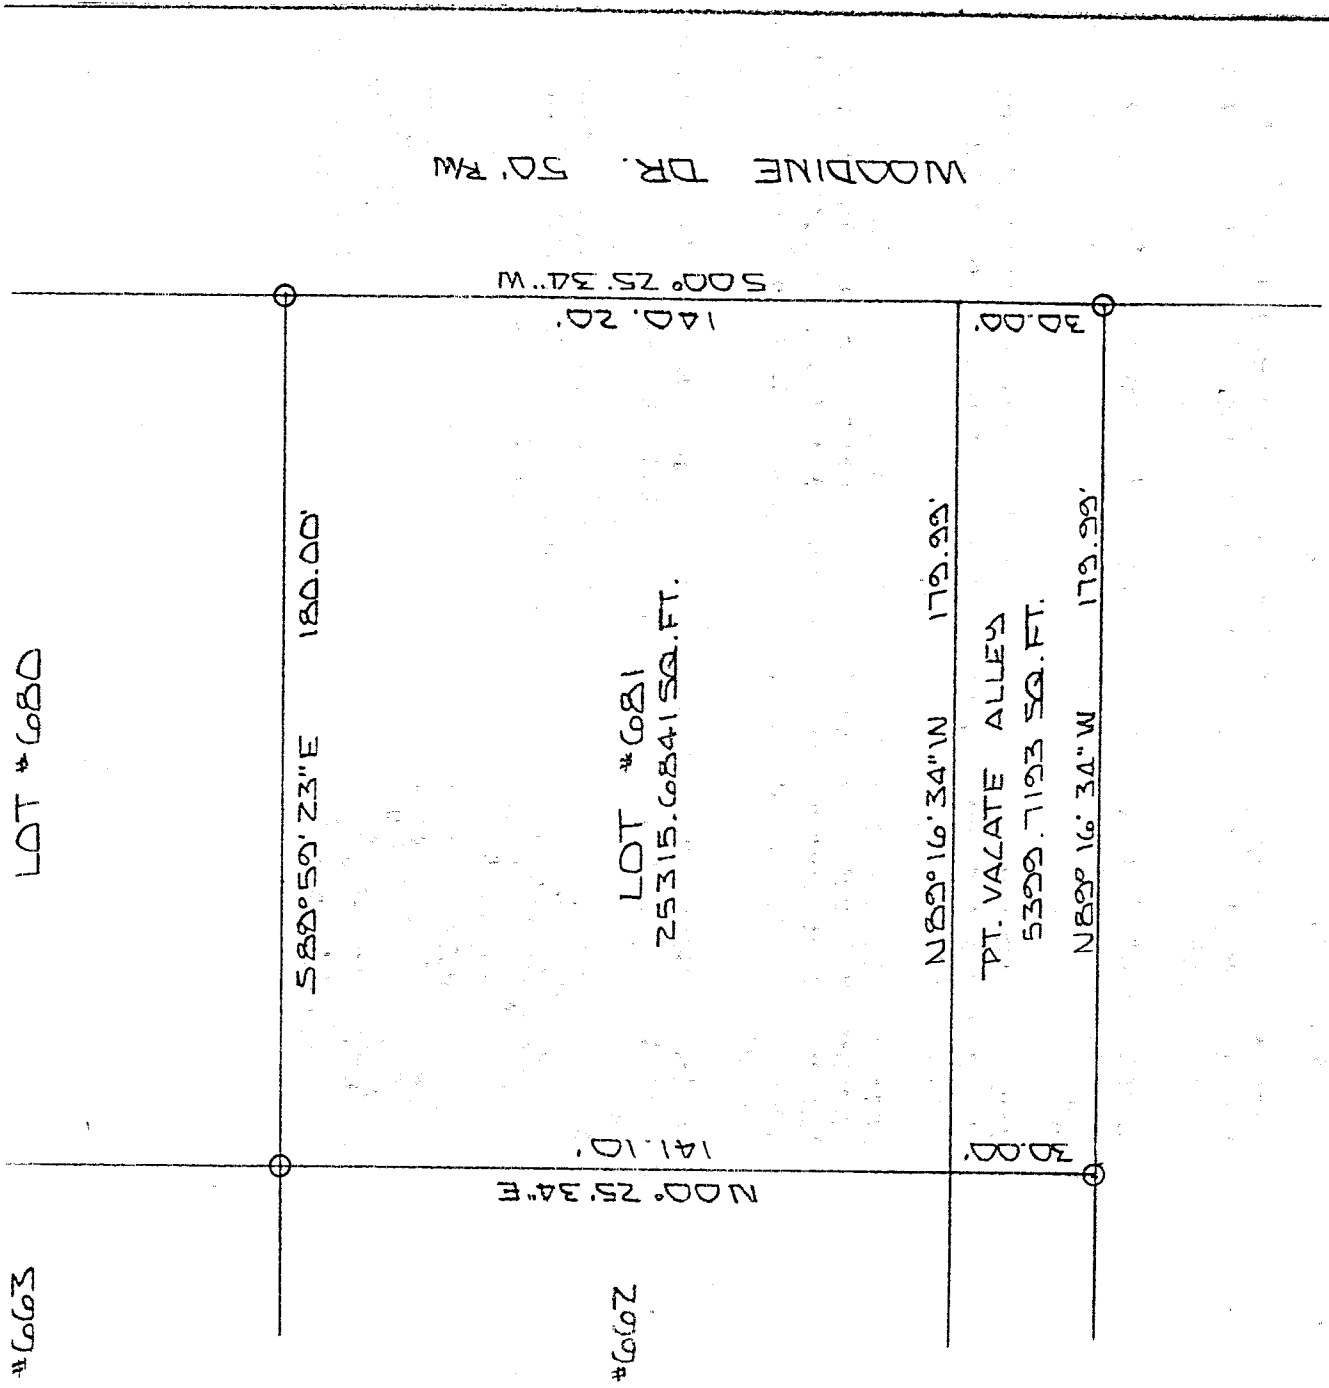 LOT #680
#663
S88°59'23"E 180.00'
WOODINE DR. 50' R/W
S00°25'34"W
140.20'
30.00'
LOT #681
25315.6841 SQ.FT.
N89°16'34"W 179.99'
PT. VACATE ALLEY
5399.7193 SQ.FT.
N89°16'34"W 179.99'
141.10'
N00°25'34"E
30.00'
#662